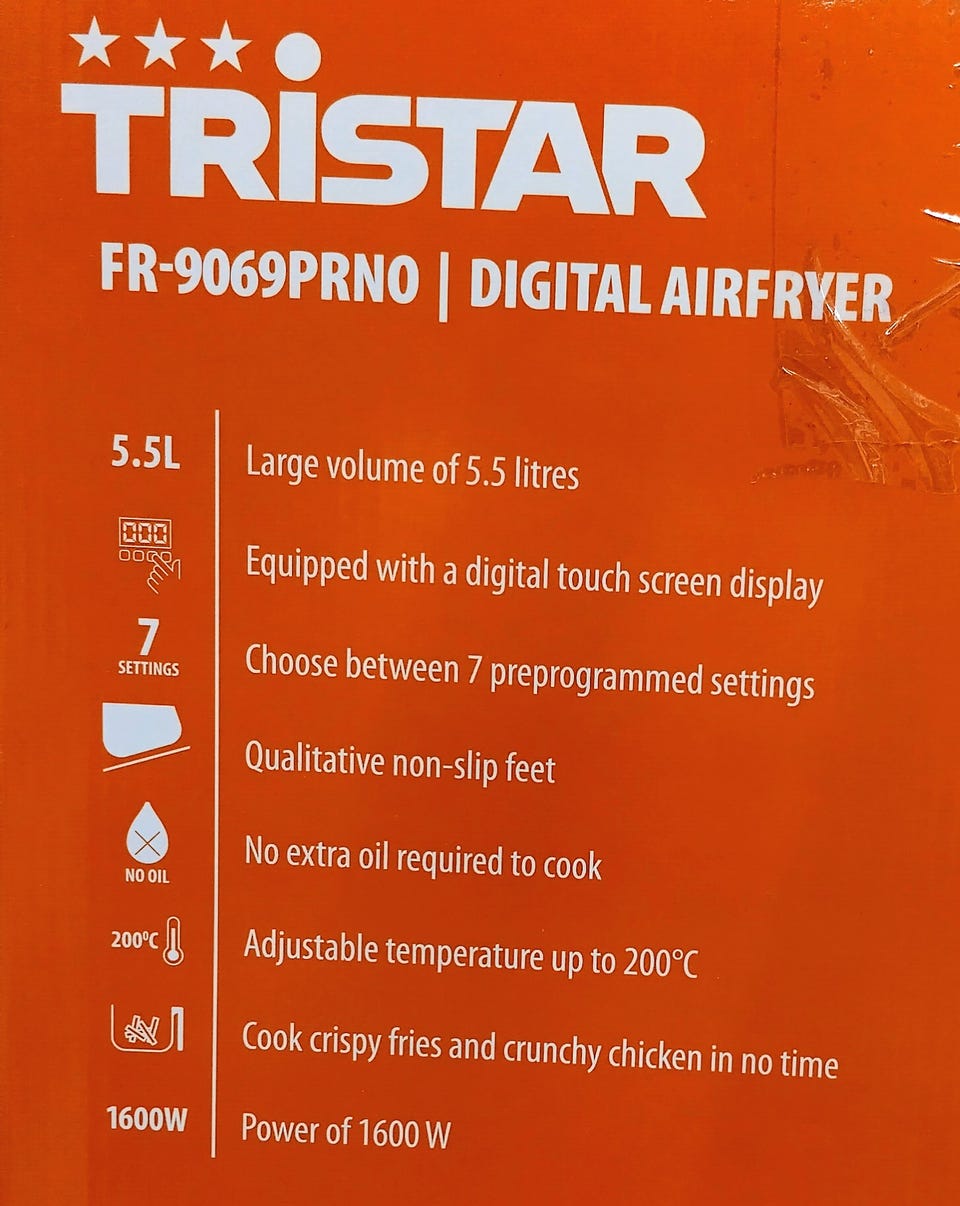 TRISTAR
FR-9069PRNO | DIGITAL AIRFRYER
5.5L
Large volume of 5.5 litres
000
Equipped with a digital touch screen display
7
SETTINGS
Choose between 7 preprogrammed settings
Qualitative non-slip feet
NO OIL
No extra oil required to cook
200°C
Adjustable temperature up to 200°C
Cook crispy fries and crunchy chicken in no time
1600W
Power of 1600 W